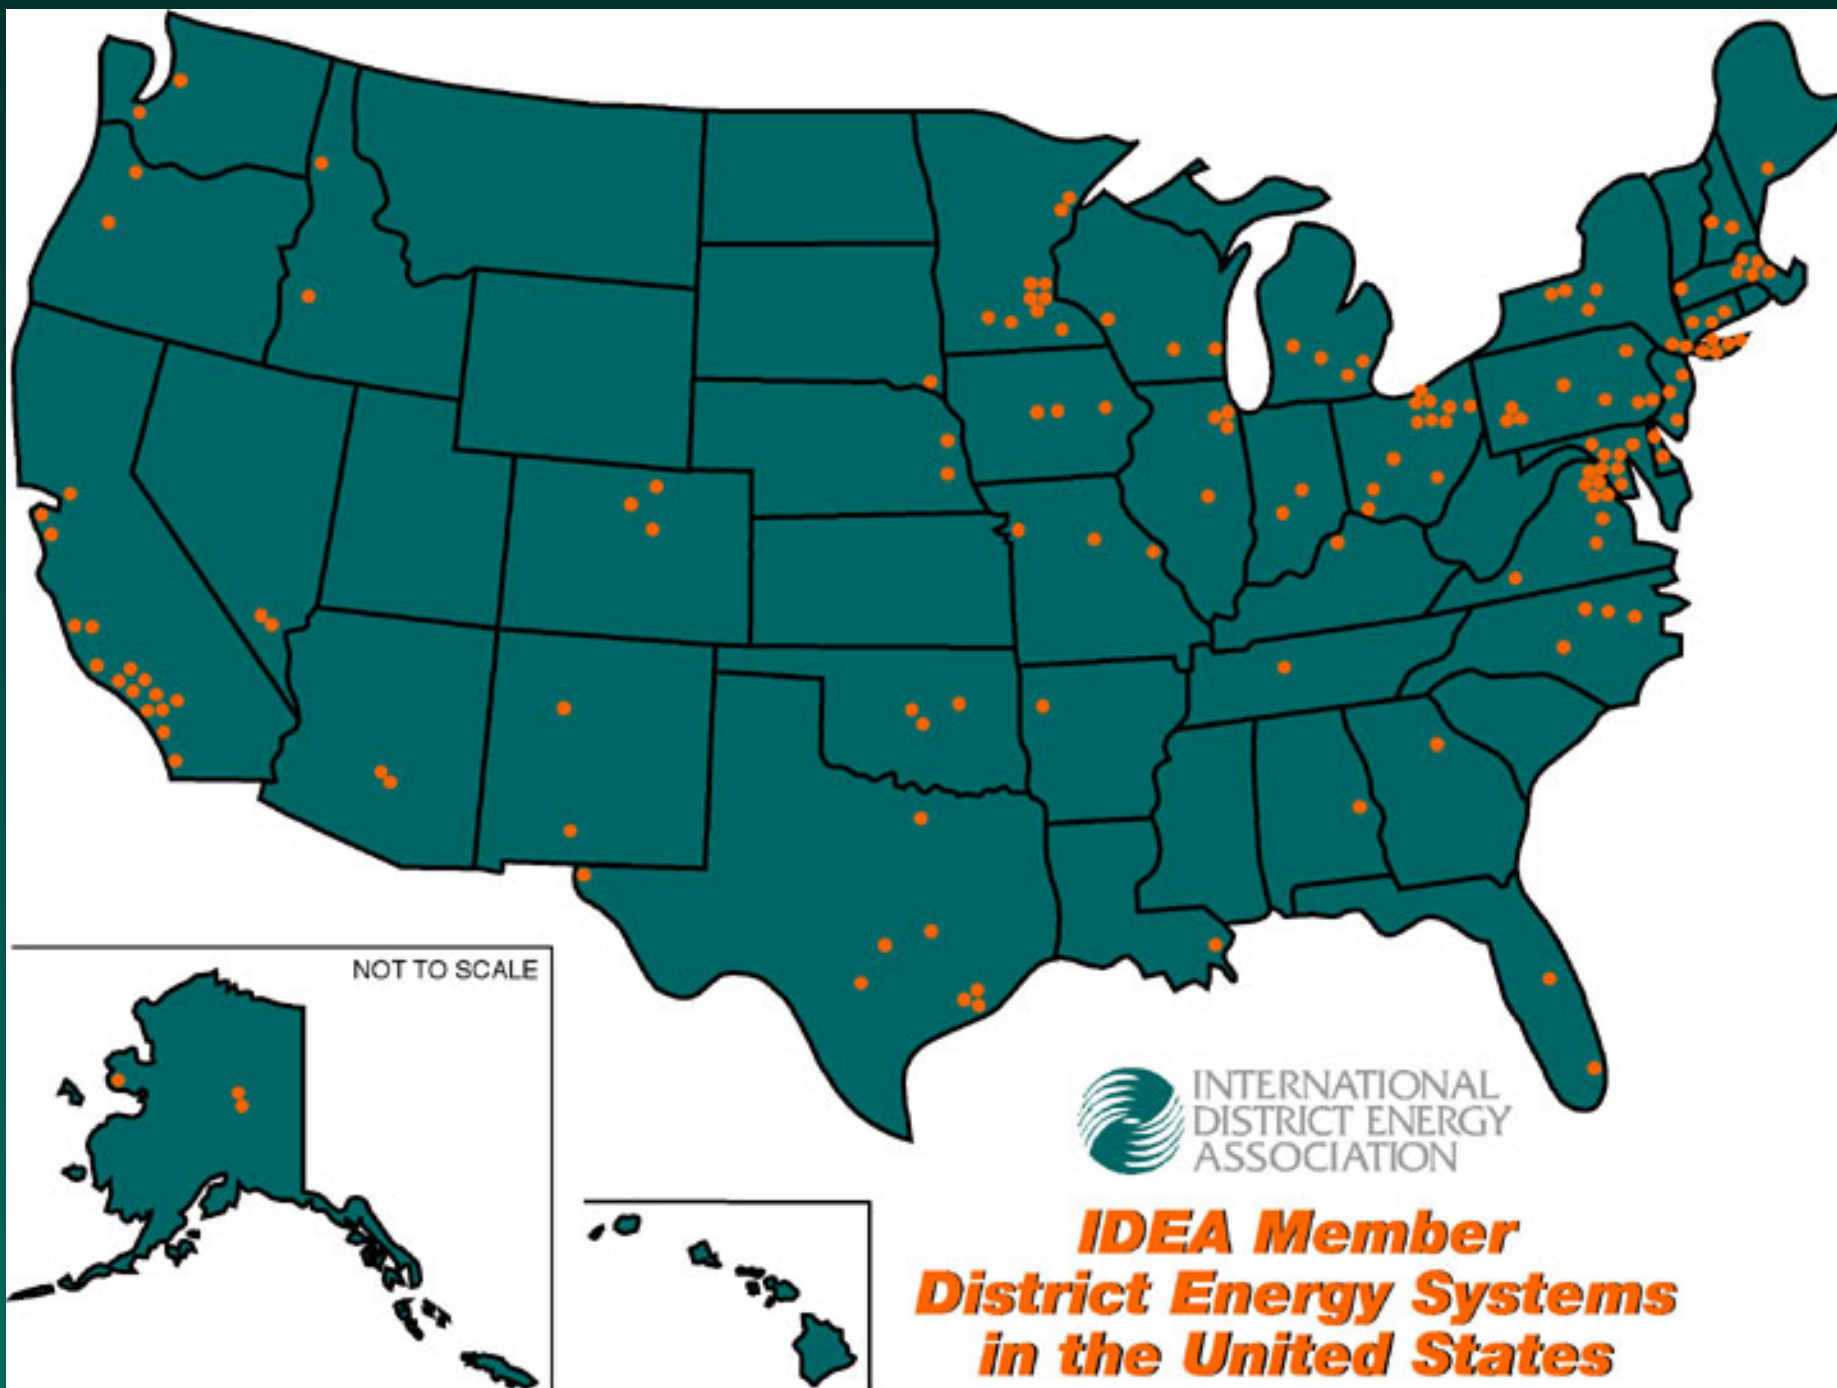 NOT TO SCALE
INTERNATIONAL
DISTRICT ENERGY
ASSOCIATION
IDEA Member
District Energy Systems
in the United States